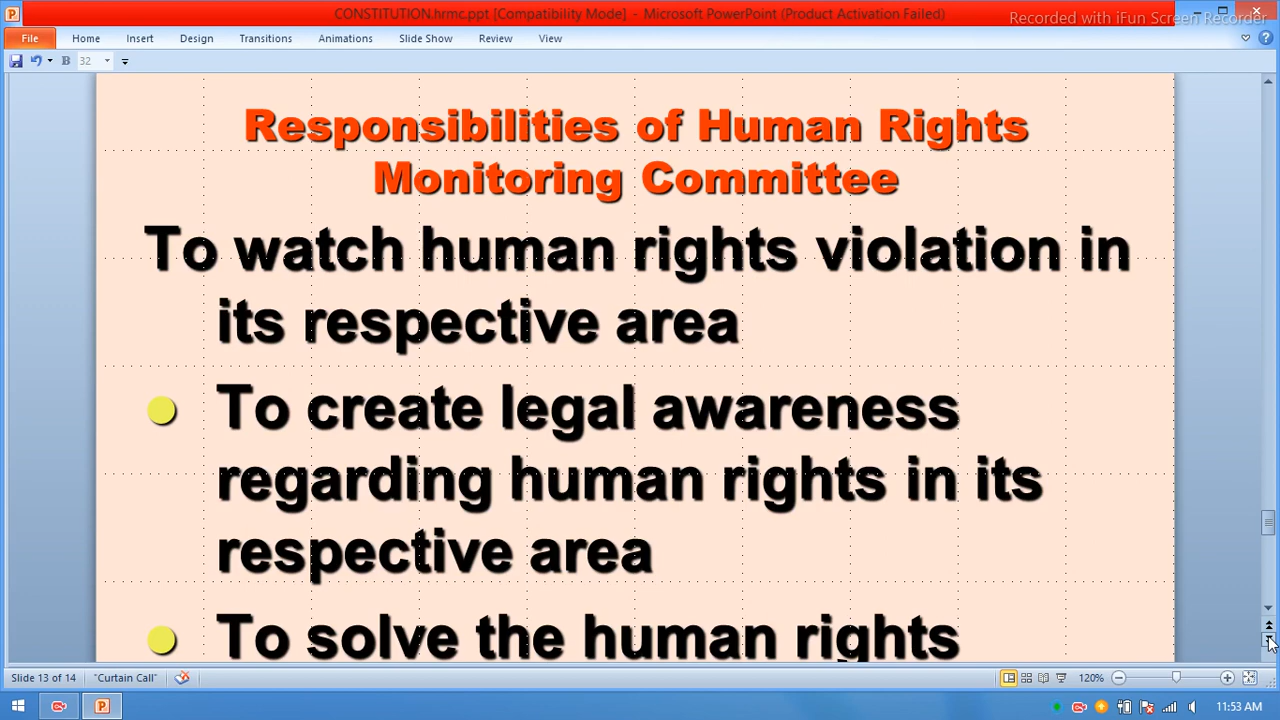 CONSTITUTION.hrmc.ppt [Compatibility Mode] - Microsoft PowerPoint (Product Activation Failed)
Recorded with iFun Screen Recorder
File Home Insert Design Transitions Animations Slide Show Review View
B 32
Responsibilities of Human Rights
Monitoring Committee
To watch human rights violation in
its respective area
To create legal awareness
regarding human rights in its
respective area
To solve the human rights
Slide 13 of 14 "Curtain Call" 120%
11:53 AM